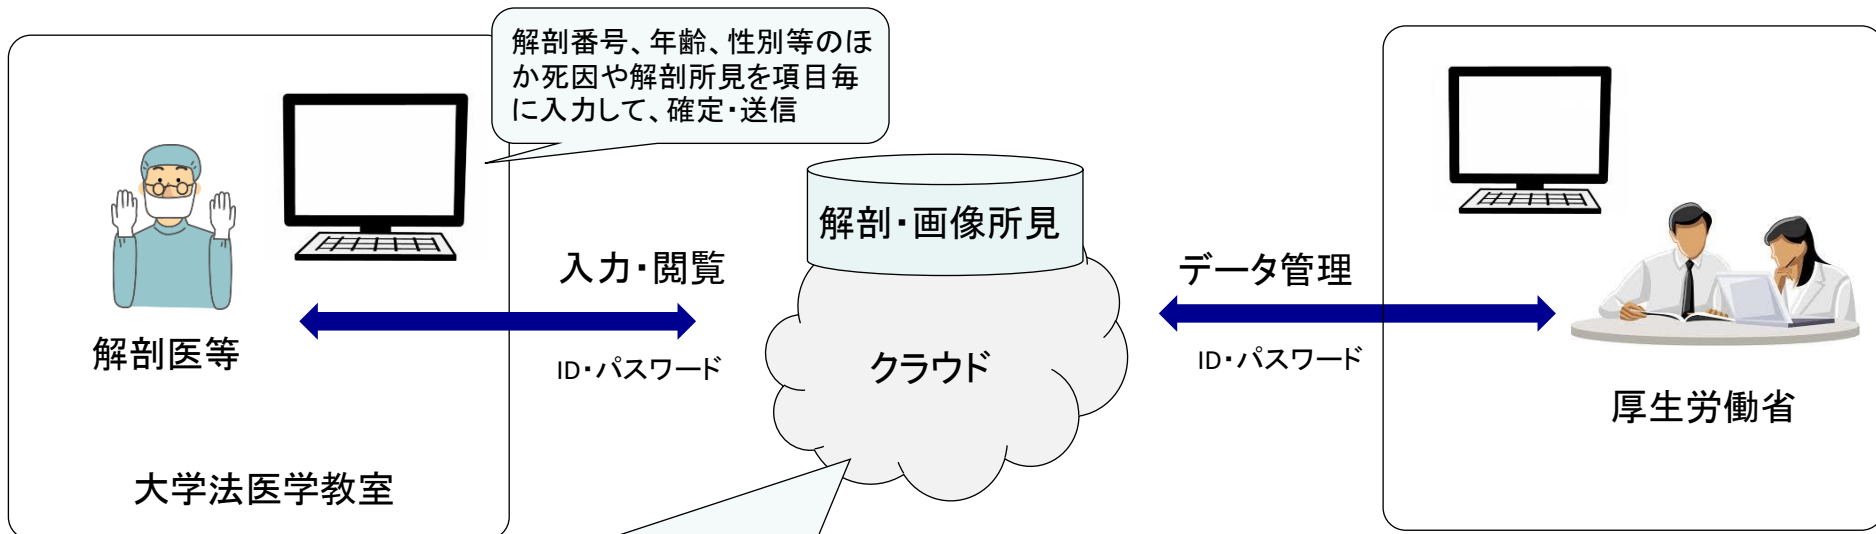 解剖番号、年齢、性別等のほ
か死因や解剖所見を項目毎
に入力して、確定・送信
解剖・画像所見
入力・閲覧
データ管理
解剖医等
ID・パスワード
クラウド
ID・パスワード
厚生労働省
大学法医学教室